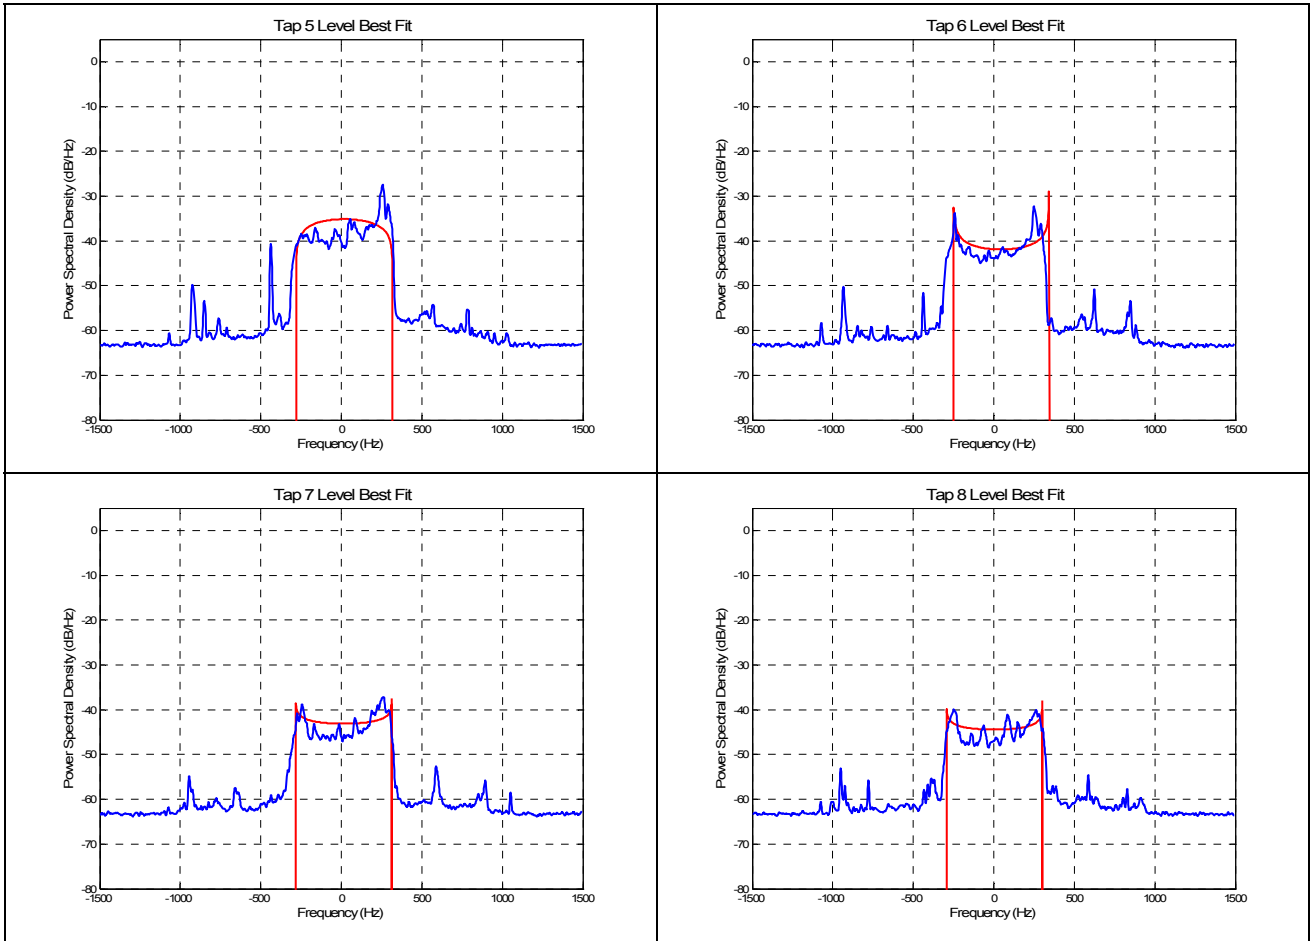 Tap 5 Level Best Fit
Power Spectral Density (dB/Hz)
0
-10
-20
-30
-40
-50
-60
-70
-80
-1500 -1000 -500 0 500 1000 1500
Frequency (Hz)
Tap 6 Level Best Fit
Power Spectral Density (dB/Hz)
0
-10
-20
-30
-40
-50
-60
-70
-80
-1500 -1000 -500 0 500 1000 1500
Frequency (Hz)
Tap 7 Level Best Fit
Power Spectral Density (dB/Hz)
0
-10
-20
-30
-40
-50
-60
-70
-80
-1500 -1000 -500 0 500 1000 1500
Frequency (Hz)
Tap 8 Level Best Fit
Power Spectral Density (dB/Hz)
0
-10
-20
-30
-40
-50
-60
-70
-80
-1500 -1000 -500 0 500 1000 1500
Frequency (Hz)